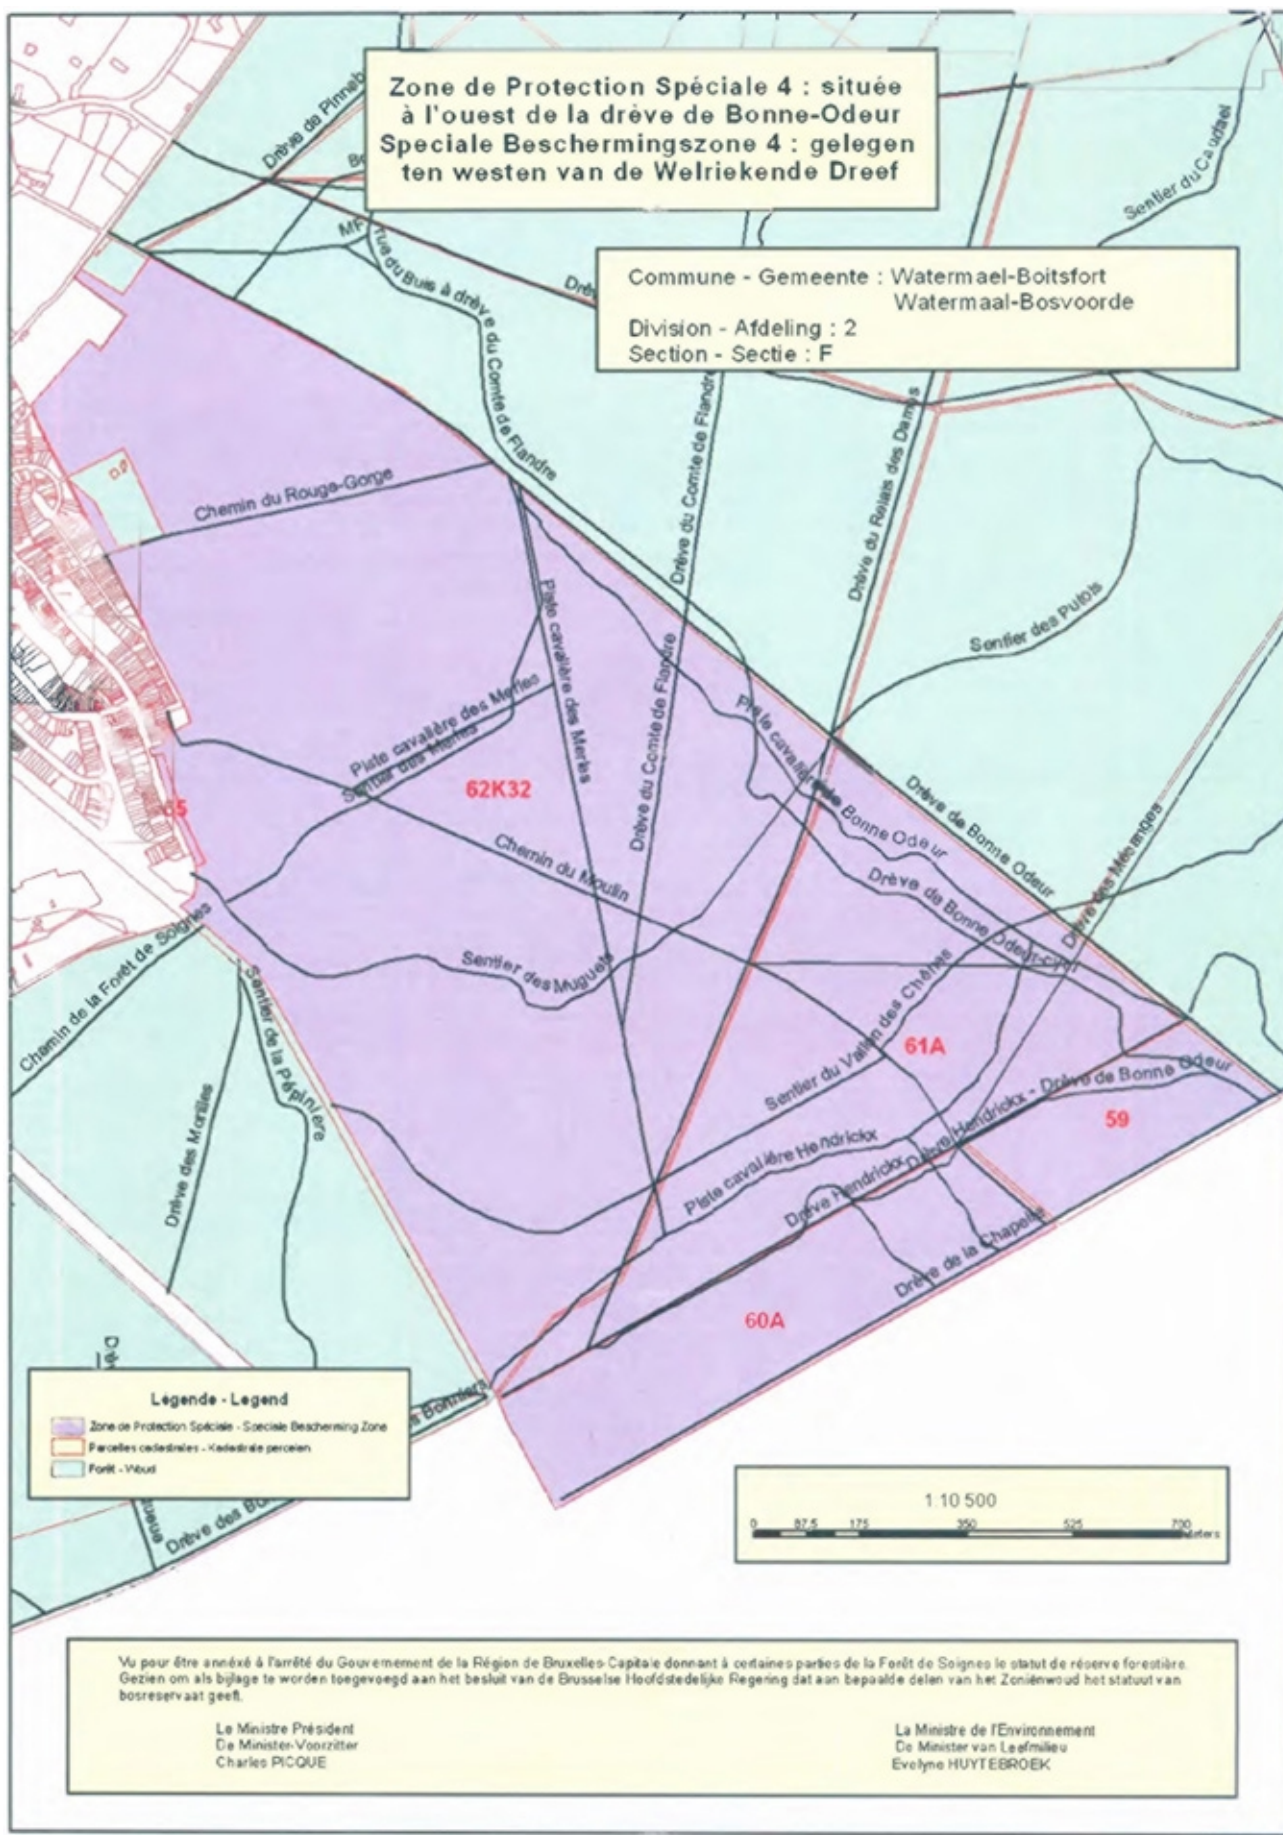 Zone de Protection Spéciale 4 : située
à l'ouest de la drève de Bonne-Odeur
Speciale Beschermingszone 4 : gelegen
ten westen van de Welriekende Dreef
Commune - Gemeente : Watermael-Boitsfort
Watermaal-Bosvoorde
Division - Afdeling : 2
Section - Sectie : F
Drève de Pinneb
Bo
MF
rue du Buis à drève du Comte de Flandre
Drèv
Sentier du Caudael
Drève du Comte de Flandre
Drève du Relais des Dames
Chemin du Rouge-Gorge
Sentier des Putois
Piste cavalière des Merles
Drève du Comte de Flandre
Piste cavalière des Merles
Sentier des Merles
Piste cavalière de Bonne Odeur
62K32
65
Drève de Bonne Odeur
Chemin du Moulin
Drève des Mésanges
Chemin de la Forêt de Soignes
Sentier des Muguets
Sentier de la Pépinière
Sentier du Vallon des Chênes
61A
Drève Hendrickx - Drève de Bonne Odeur
59
Drève des Morilles
Piste cavalière Hendrickx
Drève Hendrickx
Drève de la Chapelle
60A
Drè
s Bonniers
Légende - Legend
Zone de Protection Spéciale - Speciale Bescherming Zone
Parcelles cadastrales - Kadastrale percelen
Forêt - Woud
Drève des Bo
queue
1:10 500
0 87,5 175 350 525 700
Meters
Vu pour être annéxé à l'arrêté du Gouvernement de la Région de Bruxelles-Capitale donnant à certaines parties de la Forêt de Soignes le statut de réserve forestière.
Gezien om als bijlage te worden toegevoegd aan het besluit van de Brusselse Hoofdstedelijke Regering dat aan bepaalde delen van het Zoniënwoud het statuut van
bosreservaat geeft.
Le Ministre Président
De Minister-Voorzitter
Charles PICQUE
La Ministre de l'Environnement
De Minister van Leefmilieu
Evelyne HUYTEBROEK